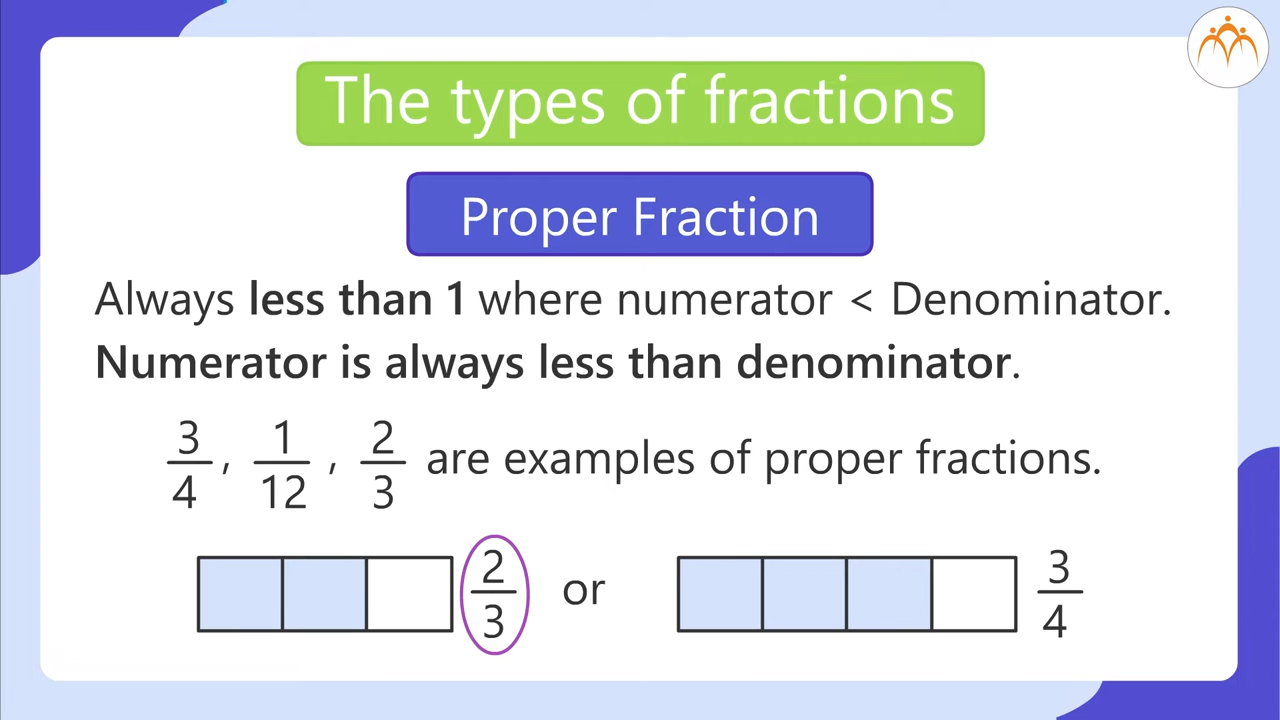 The types of fractions
Proper Fraction
Always less than 1 where numerator < Denominator.
Numerator is always less than denominator.
3/4, 1/12, 2/3 are examples of proper fractions.
2/3 or 3/4